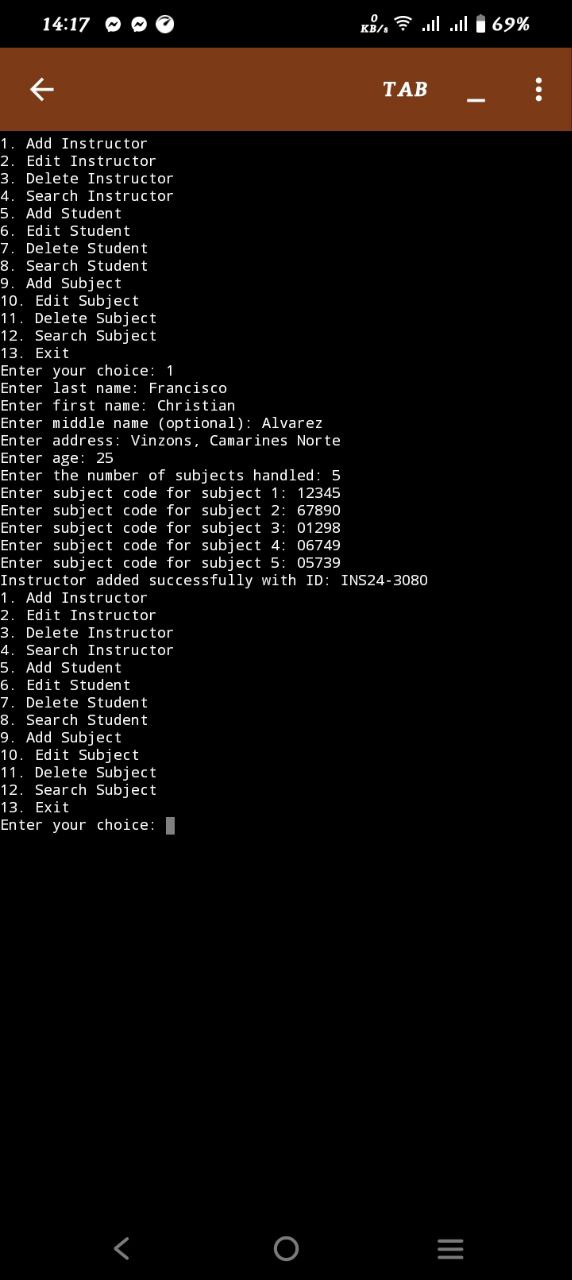 14:17
0 KB/s
69%
TAB
1. Add Instructor
2. Edit Instructor
3. Delete Instructor
4. Search Instructor
5. Add Student
6. Edit Student
7. Delete Student
8. Search Student
9. Add Subject
10. Edit Subject
11. Delete Subject
12. Search Subject
13. Exit
Enter your choice: 1
Enter last name: Francisco
Enter first name: Christian
Enter middle name (optional): Alvarez
Enter address: Vinzons, Camarines Norte
Enter age: 25
Enter the number of subjects handled: 5
Enter subject code for subject 1: 12345
Enter subject code for subject 2: 67890
Enter subject code for subject 3: 01298
Enter subject code for subject 4: 06749
Enter subject code for subject 5: 05739
Instructor added successfully with ID: INS24-3080
1. Add Instructor
2. Edit Instructor
3. Delete Instructor
4. Search Instructor
5. Add Student
6. Edit Student
7. Delete Student
8. Search Student
9. Add Subject
10. Edit Subject
11. Delete Subject
12. Search Subject
13. Exit
Enter your choice: